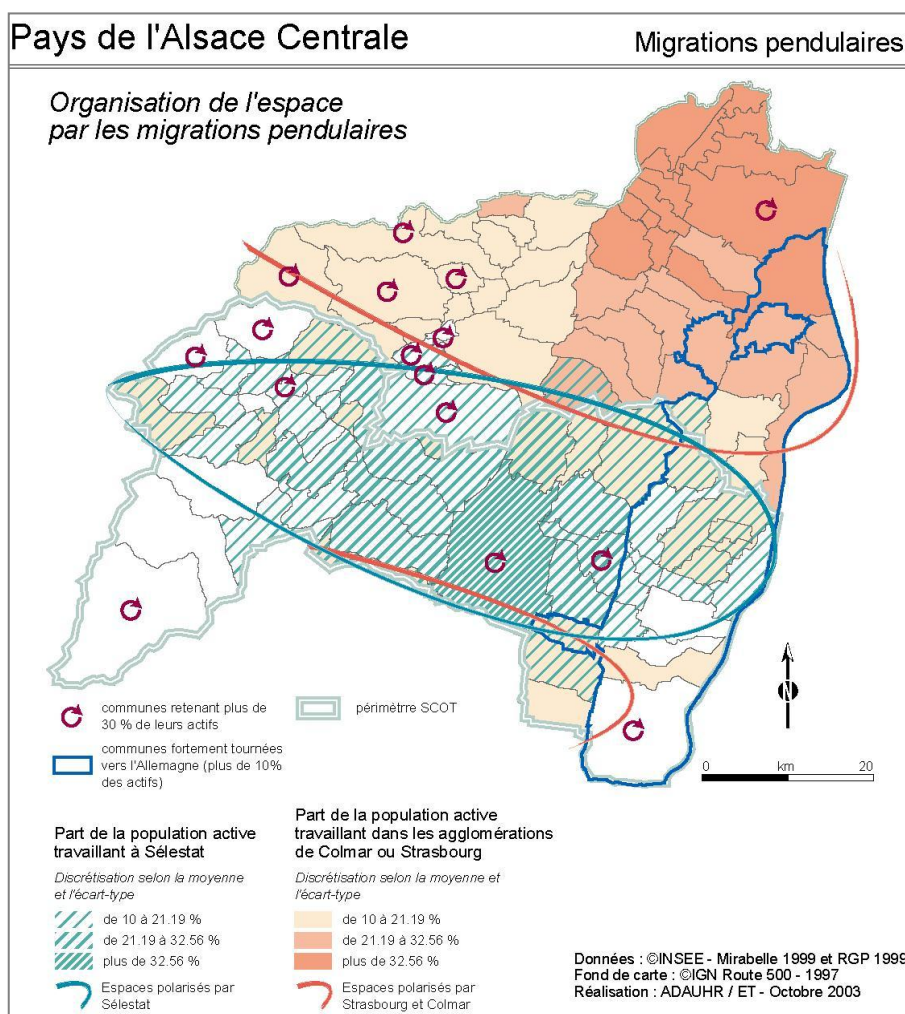 Pays de l'Alsace Centrale
Migrations pendulaires
Organisation de l'espace
par les migrations pendulaires
N
0 km 20
communes retenant plus de
30 % de leurs actifs
périmètrre SCOT
communes fortement tournées
vers l'Allemagne (plus de 10%
des actifs)
Part de la population active
travaillant à Sélestat
Discrétisation selon la moyenne
et l'écart-type
de 10 à 21.19 %
de 21.19 à 32.56 %
plus de 32.56 %
Espaces polarisés par
Sélestat
Part de la population active
travaillant dans les agglomérations
de Colmar ou Strasbourg
Discrétisation selon la moyenne et
l'écart-type
de 10 à 21.19 %
de 21.19 à 32.56 %
plus de 32.56 %
Espaces polarisés par
Strasbourg et Colmar
Données : ©INSEE - Mirabelle 1999 et RGP 1999
Fond de carte : ©IGN Route 500 - 1997
Réalisation : ADAUHR / ET - Octobre 2003